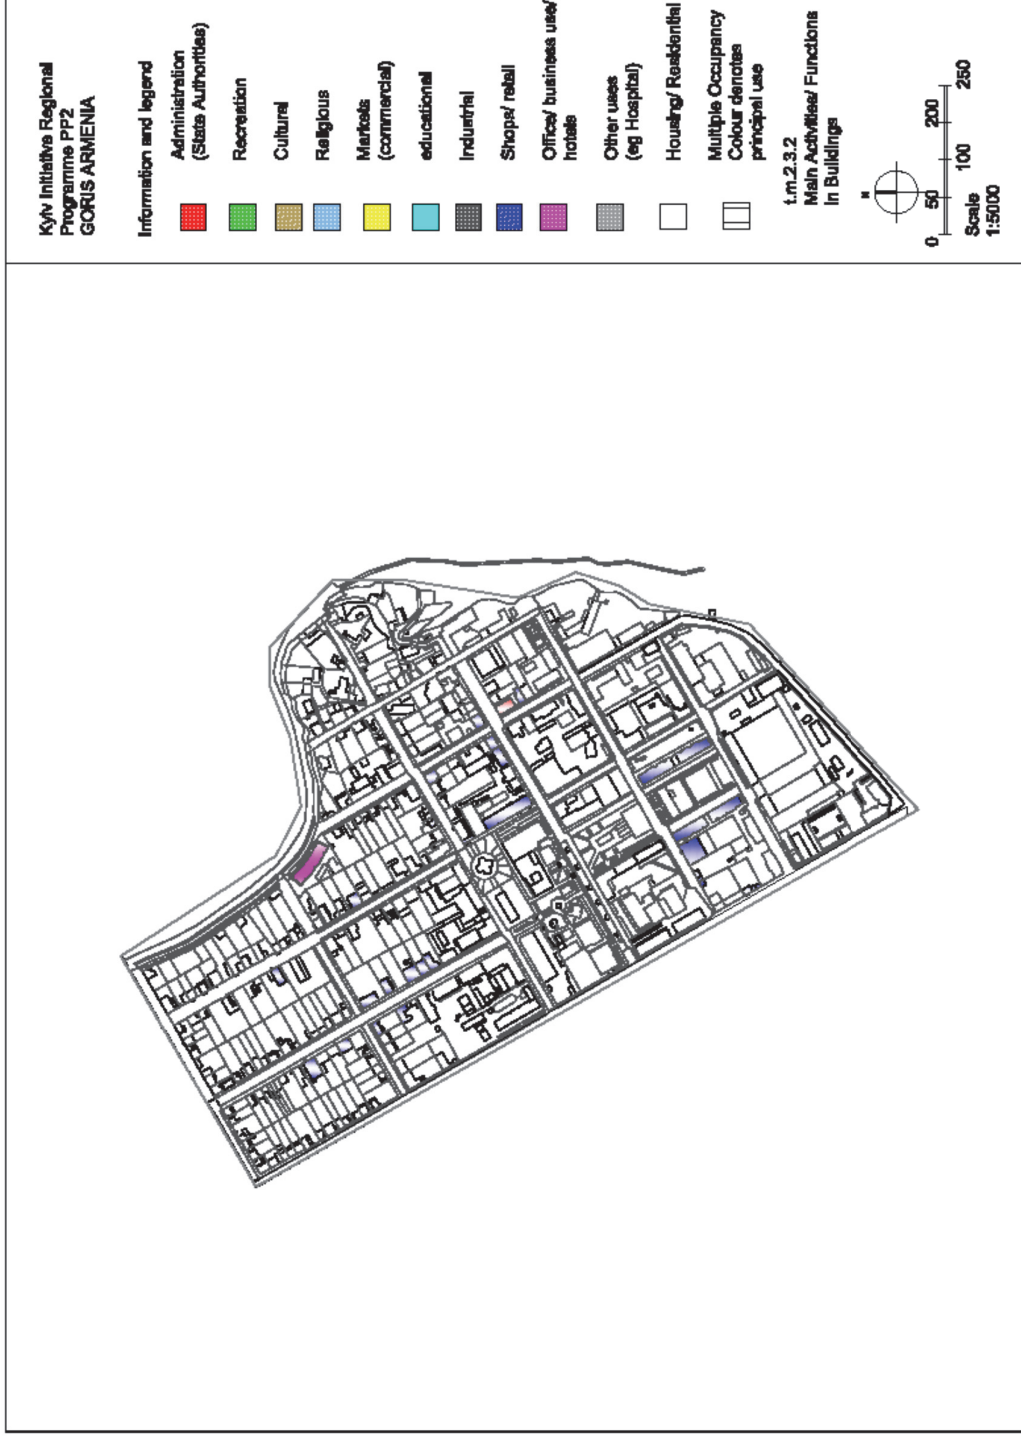 Kyiv Initiative Regional
Programme PP2
GORIS ARMENIA
Information and legend
Administration
(State Authorities)
Recreation
Cultural
Religious
Markets
(commercial)
educational
Industrial
Shops/ retail
Office/ business use/
hotels
Other uses
(eg Hospital)
Housing/ Residential
Multiple Occupancy
Colour denotes
principal use
t.m.2.3.2
Main Activities/ Functions
In Buildings
N
0 50 100 200 250
Scale
1:5000